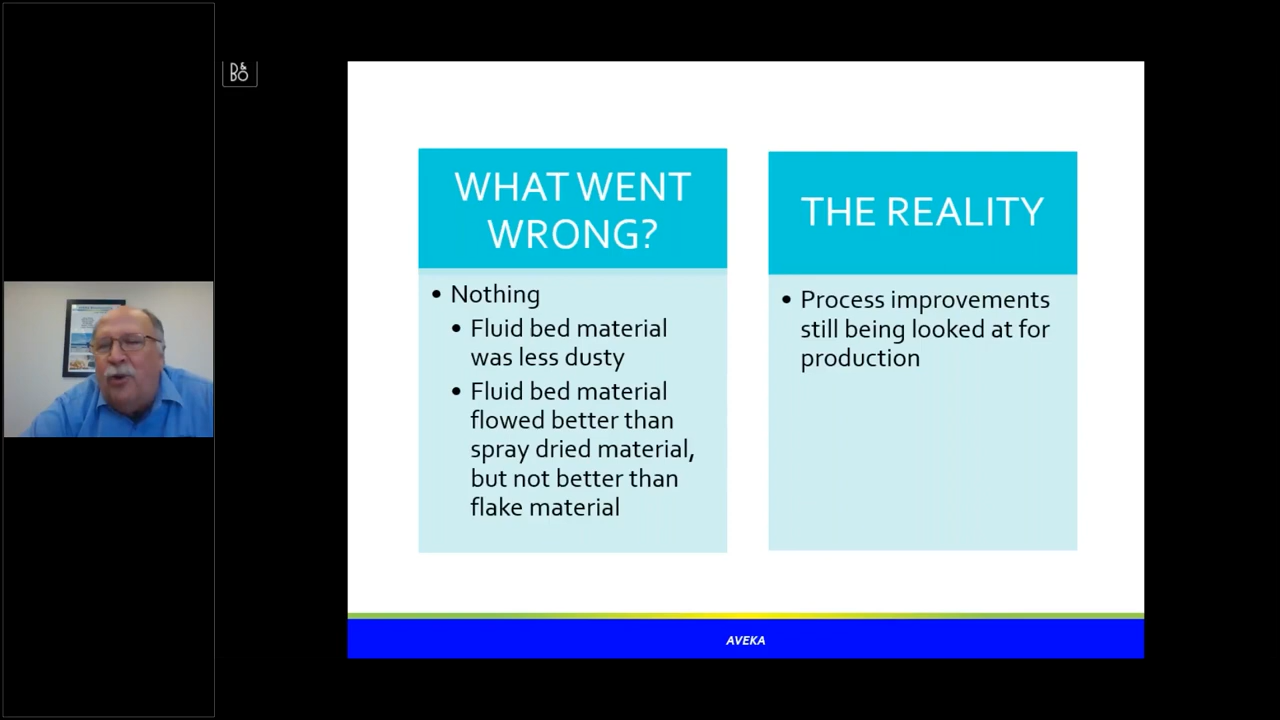 B&O
WHAT WENT
WRONG?
• Nothing
• Fluid bed material
was less dusty
• Fluid bed material
flowed better than
spray dried material,
but not better than
flake material
THE REALITY
• Process improvements
still being looked at for
production
AVEKA